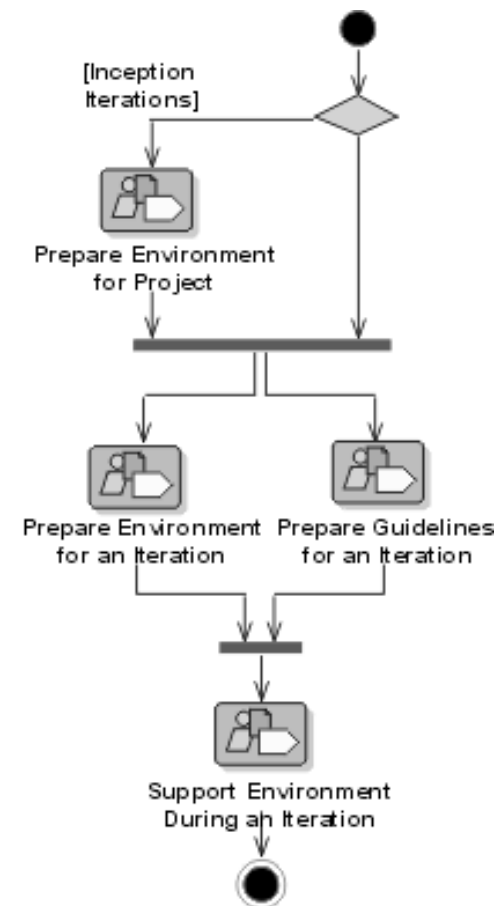 [Inception
Iterations]
Prepare Environment
for Project
Prepare Environment
for an Iteration
Prepare Guidelines
for an Iteration
Support Environment
During an Iteration